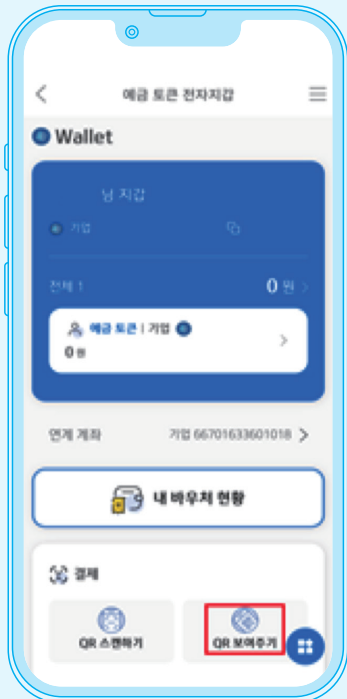 예금 토큰 전자지갑
Wallet
닝 지갑
기업
전체 1
0 원
예금 토큰 | 기업
0 원
연계 계좌
기업 66701633601018
내 바우처 현황
결제
QR 스캔하기
QR 보여주기